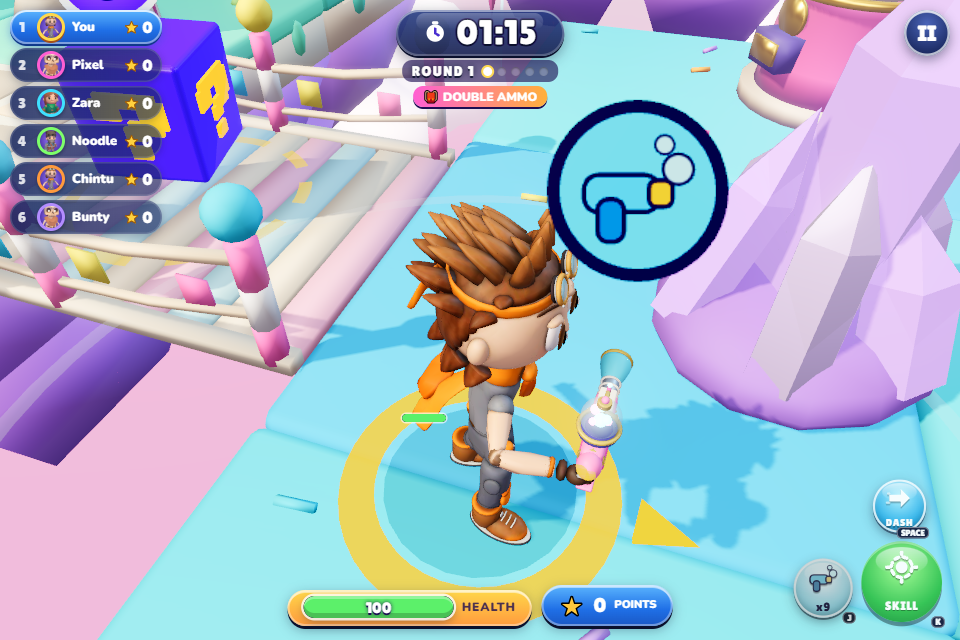 1 You 0
2 Pixel 0
3 Zara 0
4 Noodle 0
5 Chintu 0
6 Bunty 0
01:15
ROUND 1
DOUBLE AMMO
?
DASH
SPACE
x9
J
SKILL
K
100 HEALTH
0 POINTS